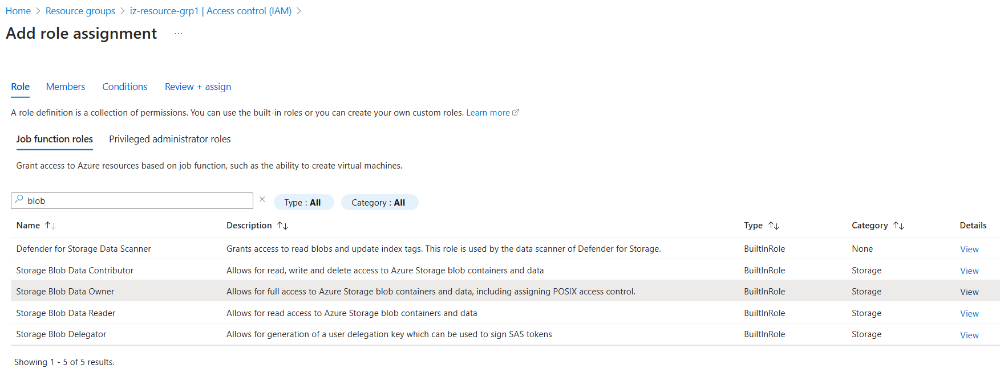 Home > Resource groups > iz-resource-grp1 | Access control (IAM) >
Add role assignment ...
Role Members Conditions Review + assign
A role definition is a collection of permissions. You can use the built-in roles or you can create your own custom roles. Learn more
Job function roles Privileged administrator roles
Grant access to Azure resources based on job function, such as the ability to create virtual machines.
blob × Type : All Category : All
Name ↑↓ Description ↑↓ Type ↑↓ Category ↑↓ Details
Defender for Storage Data Scanner Grants access to read blobs and update index tags. This role is used by the data scanner of Defender for Storage. BuiltInRole None View
Storage Blob Data Contributor Allows for read, write and delete access to Azure Storage blob containers and data BuiltInRole Storage View
Storage Blob Data Owner Allows for full access to Azure Storage blob containers and data, including assigning POSIX access control. BuiltInRole Storage View
Storage Blob Data Reader Allows for read access to Azure Storage blob containers and data BuiltInRole Storage View
Storage Blob Delegator Allows for generation of a user delegation key which can be used to sign SAS tokens BuiltInRole Storage View
Showing 1 - 5 of 5 results.